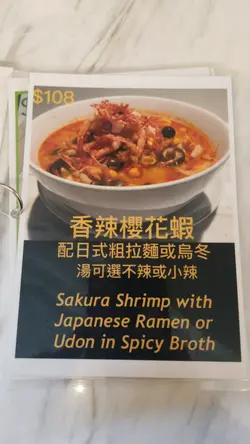 $108
香辣櫻花蝦
配日式粗拉麵或烏冬
湯可選不辣或小辣
Sakura Shrimp with
Japanese Ramen or
Udon in Spicy Broth